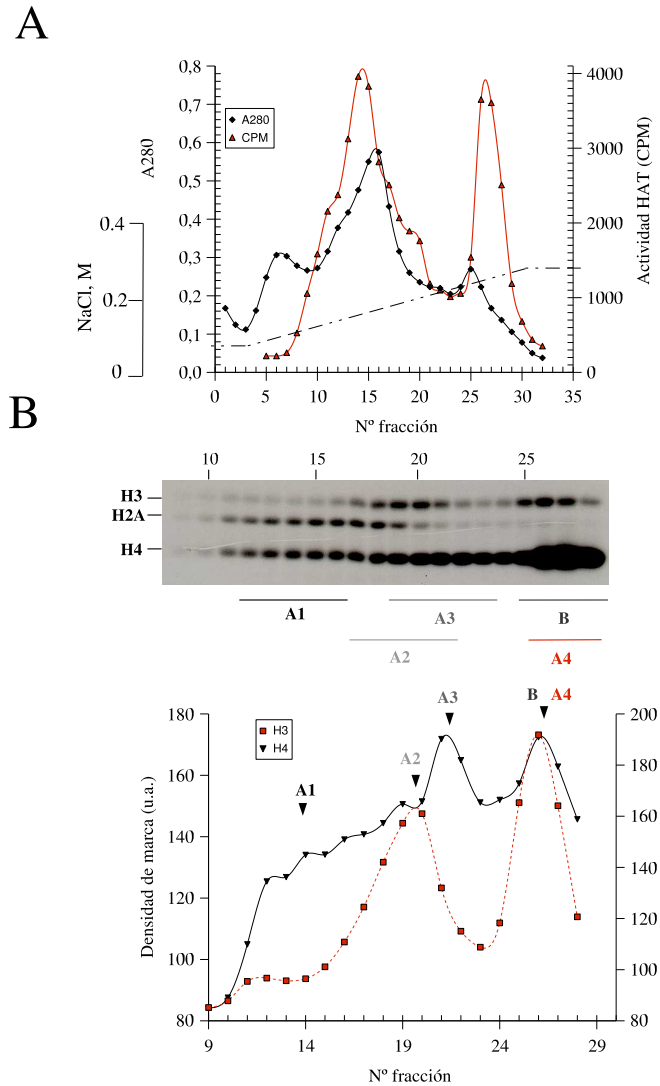 A
0,8
0,7
0,6
0,5
0,4
0,3
0,2
0,1
0,0
A280
A280
CPM
4000
3000
2000
1000
0
Actividad HAT (CPM)
0.4
0.2
0
NaCl, M
0 5 10 15 20 25 30 35
Nº fracción
B
10 15 20 25
H3
H2A
H4
A1 A3 B
A2 A4
180
160
140
120
100
80
Densidad de marca (u.a.)
H3
H4
A1
A2
A3
B A4
200
180
160
140
120
100
80
9 14 19 24 29
Nº fracción